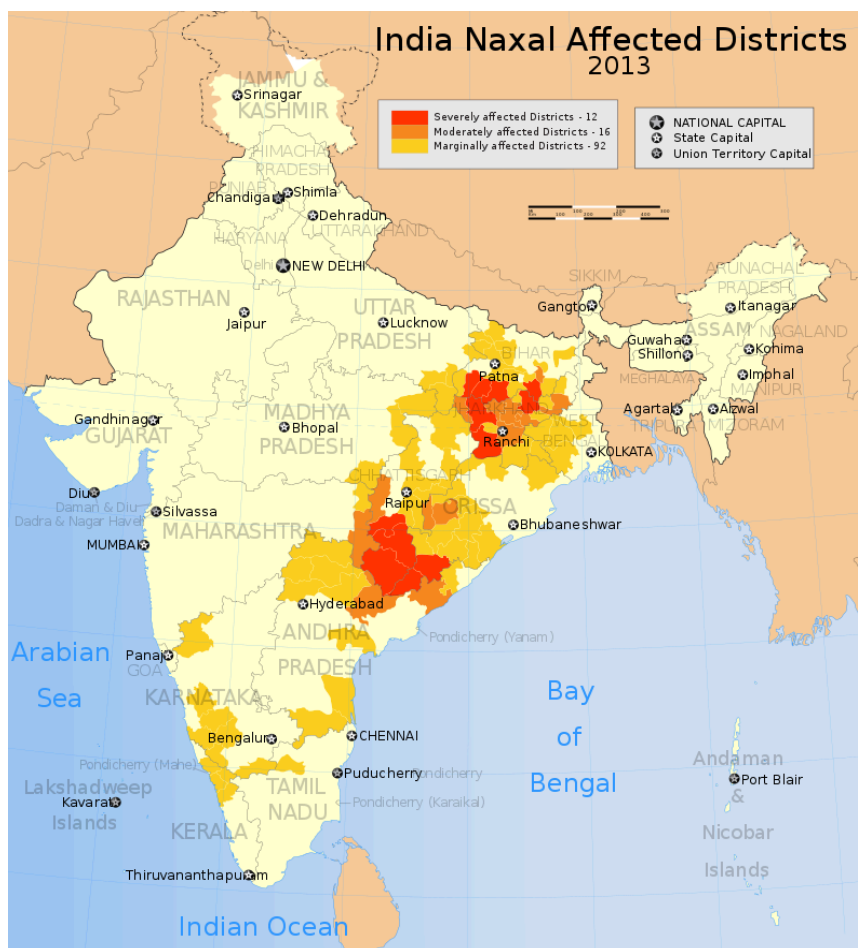 India Naxal Affected Districts
2013
Severely affected Districts - 12
Moderately affected Districts - 16
Marginally affected Districts - 92
NATIONAL CAPITAL
State Capital
Union Territory Capital
JAMMU &
KASHMIR
Srinagar
HIMACHAL
PRADESH
PUNJAB
Shimla
Chandigarh
Dehradun
UTTARAKHAND
HARYANA
Delhi
NEW DELHI
RAJASTHAN
Jaipur
UTTAR
PRADESH
Lucknow
SIKKIM
Gangtok
ARUNACHAL
PRADESH
Itanagar
ASSAM
NAGALAND
Guwaha
Shillon
Kohima
MEGHALAYA
Imphal
MANIPUR
Agartal
Aizwal
TRIPURA
MIZORAM
BIHAR
Patna
JHARKHAND
Ranchi
WEST
BENGAL
KOLKATA
Gandhinagar
GUJARAT
MADHYA
PRADESH
Bhopal
CHHATTISGARH
Raipur
ORISSA
Bhubaneshwar
Diu
Daman & Diu
Dadra & Nagar Haveli
Silvassa
MAHARASHTRA
MUMBAI
Hyderabad
ANDHRA
PRADESH
Pondicherry (Yanam)
Arabian
Sea
Panaji
GOA
KARNATAKA
Bay
of
Bengal
Bengalur
CHENNAI
Pondicherry (Mahe)
Puducherry
Pondicherry
Lakshadweep
Islands
Kavarat
TAMIL
NADU
Pondicherry (Karaikal)
KERALA
Thiruvananthapuram
Andaman
&
Nicobar
Islands
Port Blair
Indian Ocean